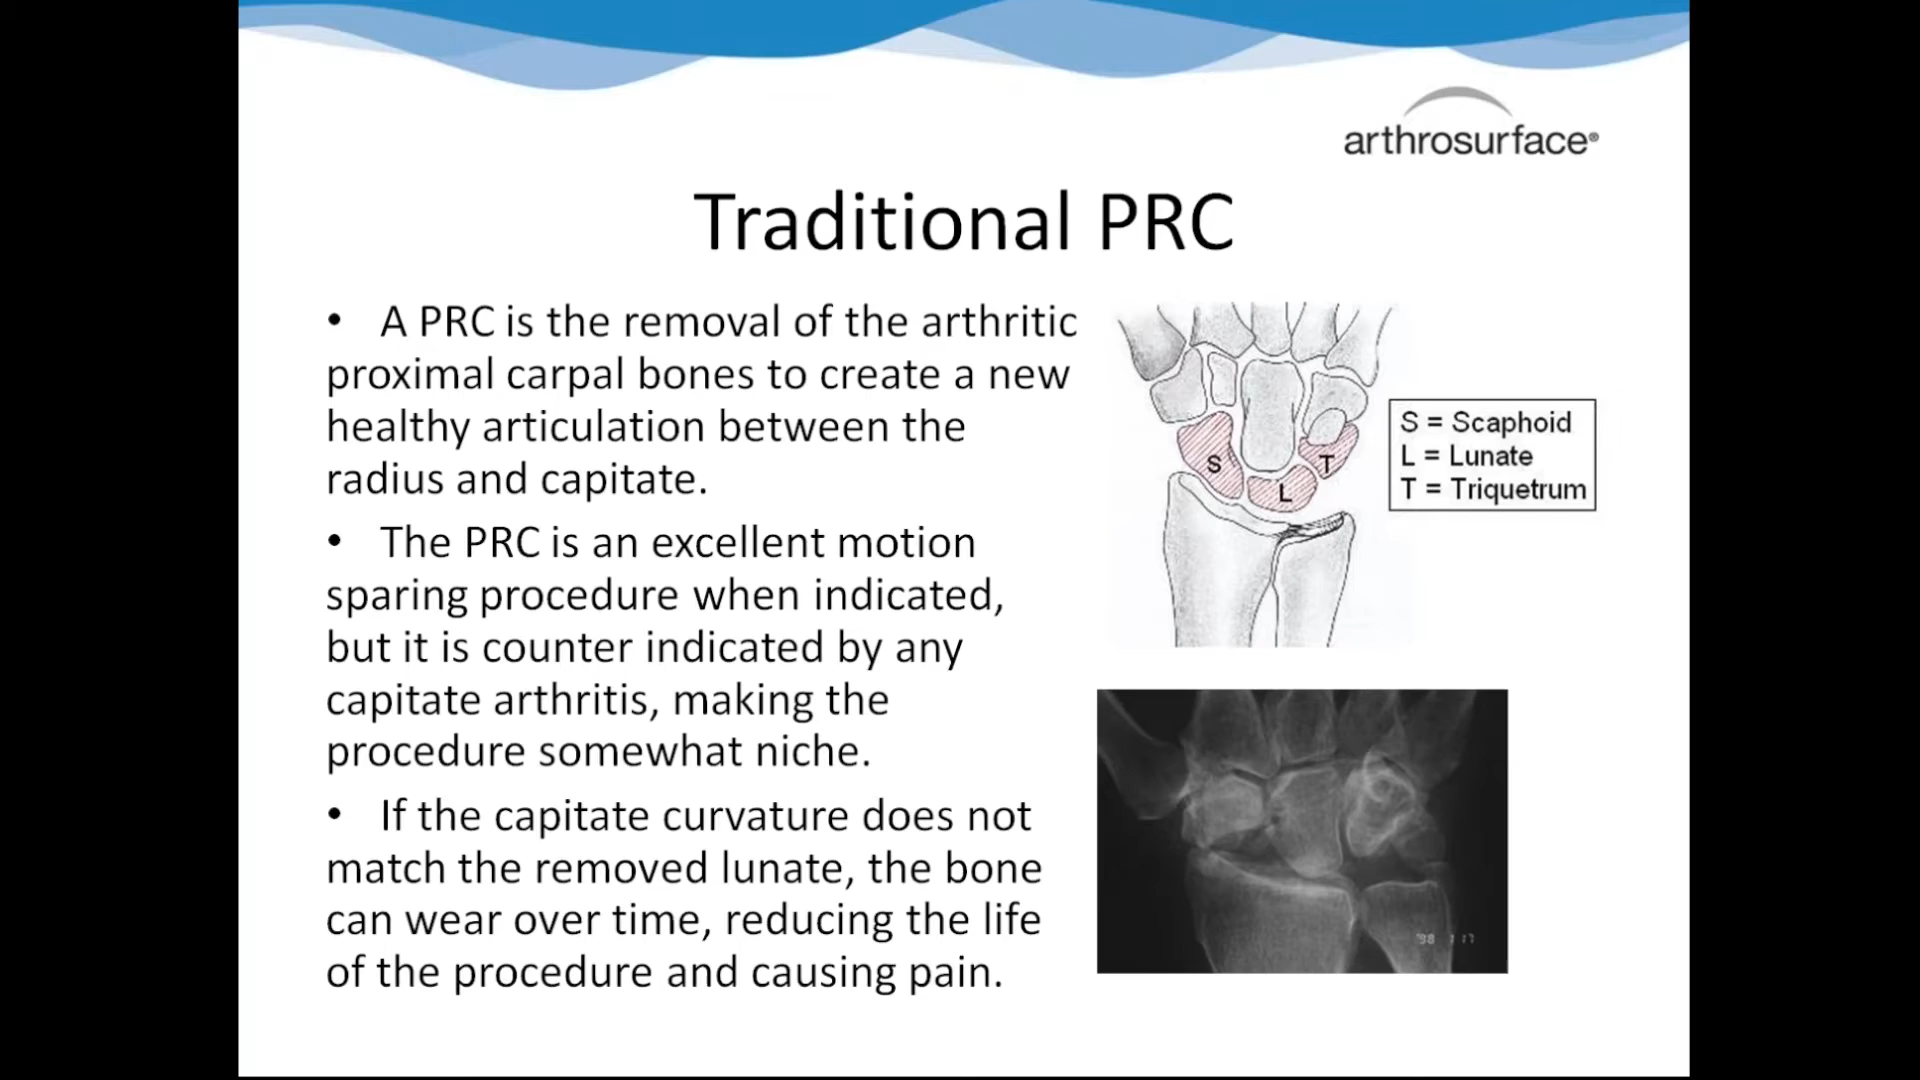 arthrosurface®
Traditional PRC
• A PRC is the removal of the arthritic
proximal carpal bones to create a new
healthy articulation between the
radius and capitate.
• The PRC is an excellent motion
sparing procedure when indicated,
but it is counter indicated by any
capitate arthritis, making the
procedure somewhat niche.
• If the capitate curvature does not
match the removed lunate, the bone
can wear over time, reducing the life
of the procedure and causing pain.
S
L
T
S = Scaphoid
L = Lunate
T = Triquetrum